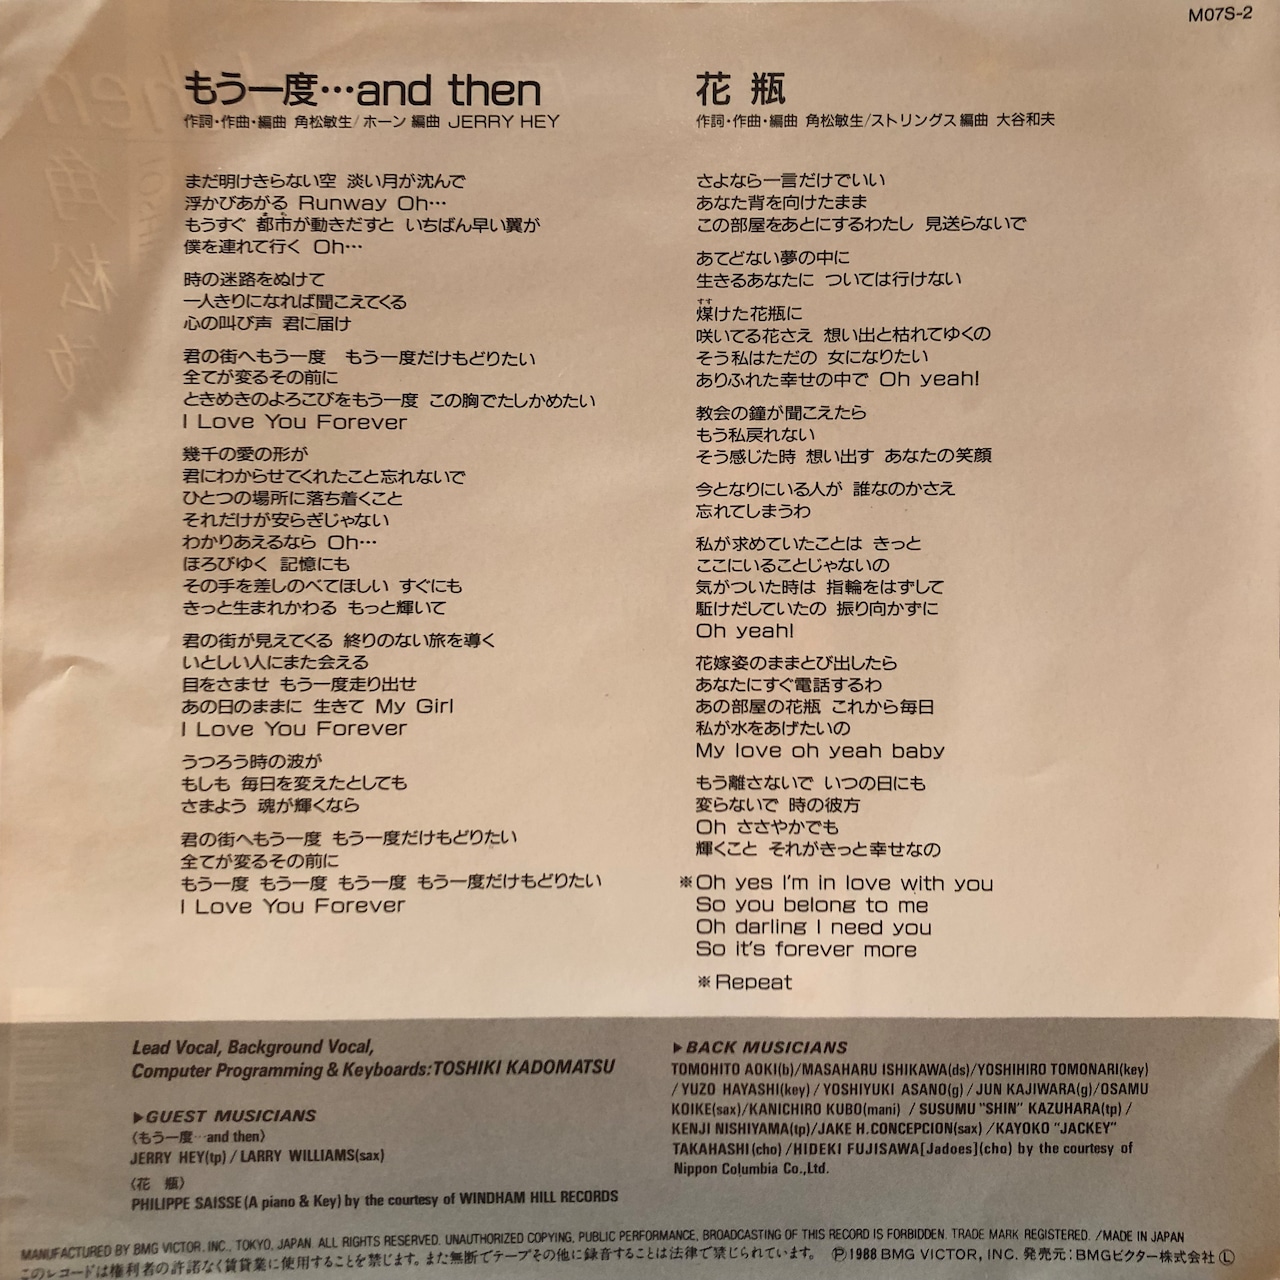 M07S-2
もう一度…and then
作詞・作曲・編曲 角松敏生/ホーン編曲 JERRY HEY
まだ明けきらない空 淡い月が沈んで
浮かびあがる Runway Oh…
もうすぐ 都市が動きだすと いちばん早い翼が
僕を連れて行く Oh…
時の迷路をぬけて
一人きりになれば聞こえてくる
心の叫び声 君に届け
君の街へもう一度 もう一度だけもどりたい
全てが変るその前に
ときめきのよろこびをもう一度 この胸でたしかめたい
I Love You Forever
幾千の愛の形が
君にわからせてくれたこと忘れないで
ひとつの場所に落ち着くこと
それだけが安らぎじゃない
わかりあえるなら Oh…
ほろびゆく 記憶にも
その手を差しのべてほしい すぐにも
きっと生まれかわる もっと輝いて
君の街が見えてくる 終りのない旅を導く
いとしい人にまた会える
目をさませ もう一度走り出せ
あの日のままに 生きて My Girl
I Love You Forever
うつろう時の波が
もしも 毎日を変えたとしても
さまよう 魂が輝くなら
君の街へもう一度 もう一度だけもどりたい
全てが変るその前に
もう一度 もう一度 もう一度 もう一度だけもどりたい
I Love You Forever
花瓶
作詞・作曲・編曲 角松敏生/ストリングス編曲 大谷和夫
さよなら一言だけでいい
あなた背を向けたまま
この部屋をあとにするわたし 見送らないで
あてどない夢の中に
生きるあなたに ついては行けない
すす
煤けた花瓶に
咲いてる花さえ 想い出と枯れてゆくの
そう私はただの 女になりたい
ありふれた幸せの中で Oh yeah!
教会の鐘が聞こえたら
もう私戻れない
そう感じた時 想い出す あなたの笑顔
今となりにいる人が 誰なのかさえ
忘れてしまうわ
私が求めていたことは きっと
ここにいることじゃないの
気がついた時は 指輪をはずして
駈けだしていたの 振り向かずに
Oh yeah!
花嫁姿のままとび出したら
あなたにすぐ電話するわ
あの部屋の花瓶 これから毎日
私が水をあげたいの
My love oh yeah baby
もう離さないで いつの日にも
変らないで 時の彼方
Oh ささやかでも
輝くこと それがきっと幸せなの
※Oh yes I'm in love with you
So you belong to me
Oh darling I need you
So it's forever more
※Repeat
Lead Vocal, Background Vocal,
Computer Programming & Keyboards:TOSHIKI KADOMATSU
▶GUEST MUSICIANS
〈もう一度…and then〉
JERRY HEY(tp) / LARRY WILLIAMS(sax)
〈花 瓶〉
PHILIPPE SAISSE(A piano & Key) by the courtesy of WINDHAM HILL RECORDS
▶BACK MUSICIANS
TOMOHITO AOKI(b)/MASAHARU ISHIKAWA(ds)/YOSHIHIRO TOMONARI(key)
/YUZO HAYASHI(key) / YOSHIYUKI ASANO(g) / JUN KAJIWARA(g)/OSAMU
KOIKE(sax)/KANICHIRO KUBO(mani) / SUSUMU "SHIN" KAZUHARA(tp) /
KENJI NISHIYAMA(tp)/JAKE H.CONCEPCION(sax) /KAYOKO "JACKEY"
TAKAHASHI(cho) /HIDEKI FUJISAWA[Jadoes](cho) by the courtesy of
Nippon Columbia Co.,Ltd.
MANUFACTURED BY BMG VICTOR, INC., TOKYO, JAPAN. ALL RIGHTS RESERVED. UNAUTHORIZED COPYING, PUBLIC PERFORMANCE, BROADCASTING OF THIS RECORD IS FORBIDDEN. TRADE MARK REGISTERED. /MADE IN JAPAN
このレコードは権利者の許諾なく賃貸業に使用することを禁じます。また無断でテープその他に録音することは法律で禁じられています。 Ⓟ1988 BMG VICTOR, INC. 発売元:BMGビクター株式会社 Ⓛ